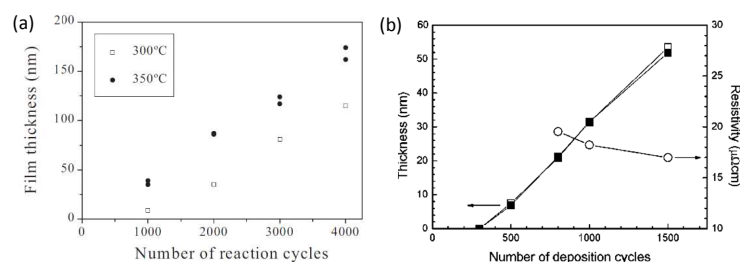 (a)
200
150
100
50
0
0 1000 2000 3000 4000
Film thickness (nm)
Number of reaction cycles
300°C
350°C
(b)
60
50
40
30
20
10
0
0 500 1000 1500
Thickness (nm)
Number of deposition cycles
30
25
20
15
10
Resistivity (μΩcm)